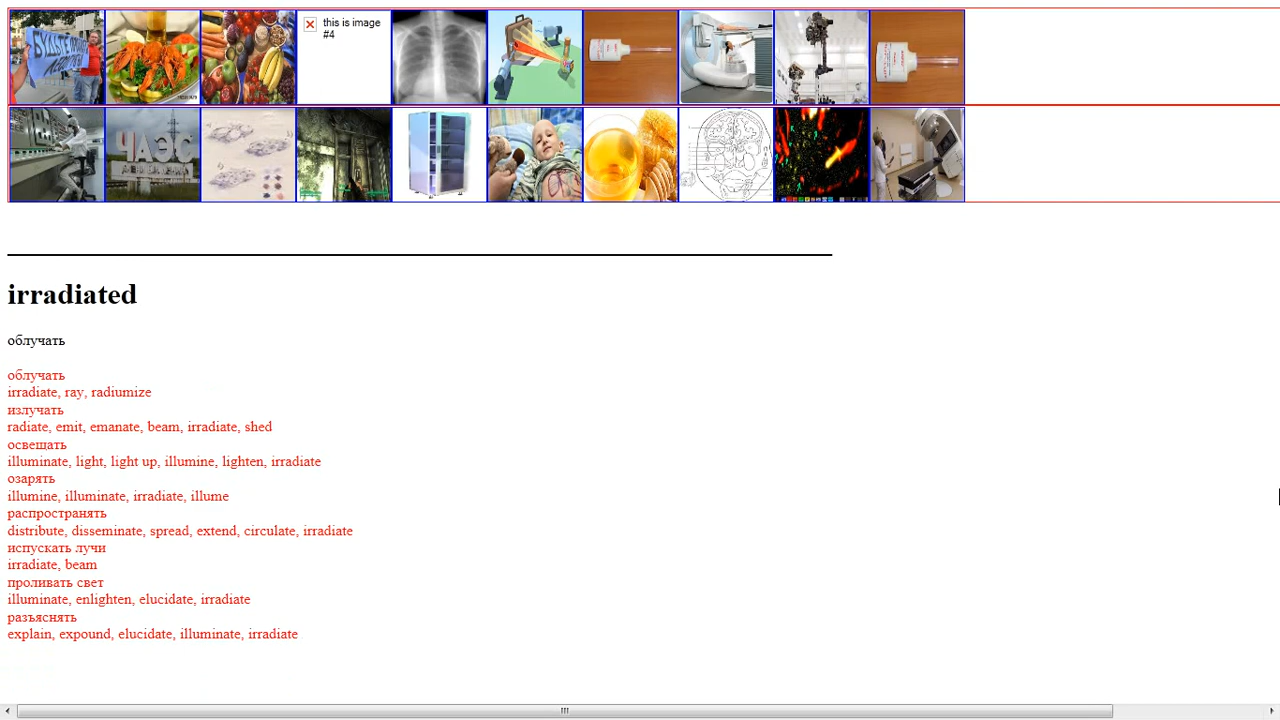 this is image
#4
ЧАЭС
irradiated
облучать
облучать
irradiate, ray, radiumize
излучать
radiate, emit, emanate, beam, irradiate, shed
освещать
illuminate, light, light up, illumine, lighten, irradiate
озарять
illumine, illuminate, irradiate, illume
распространять
distribute, disseminate, spread, extend, circulate, irradiate
испускать лучи
irradiate, beam
проливать свет
illuminate, enlighten, elucidate, irradiate
разъяснять
explain, expound, elucidate, illuminate, irradiate